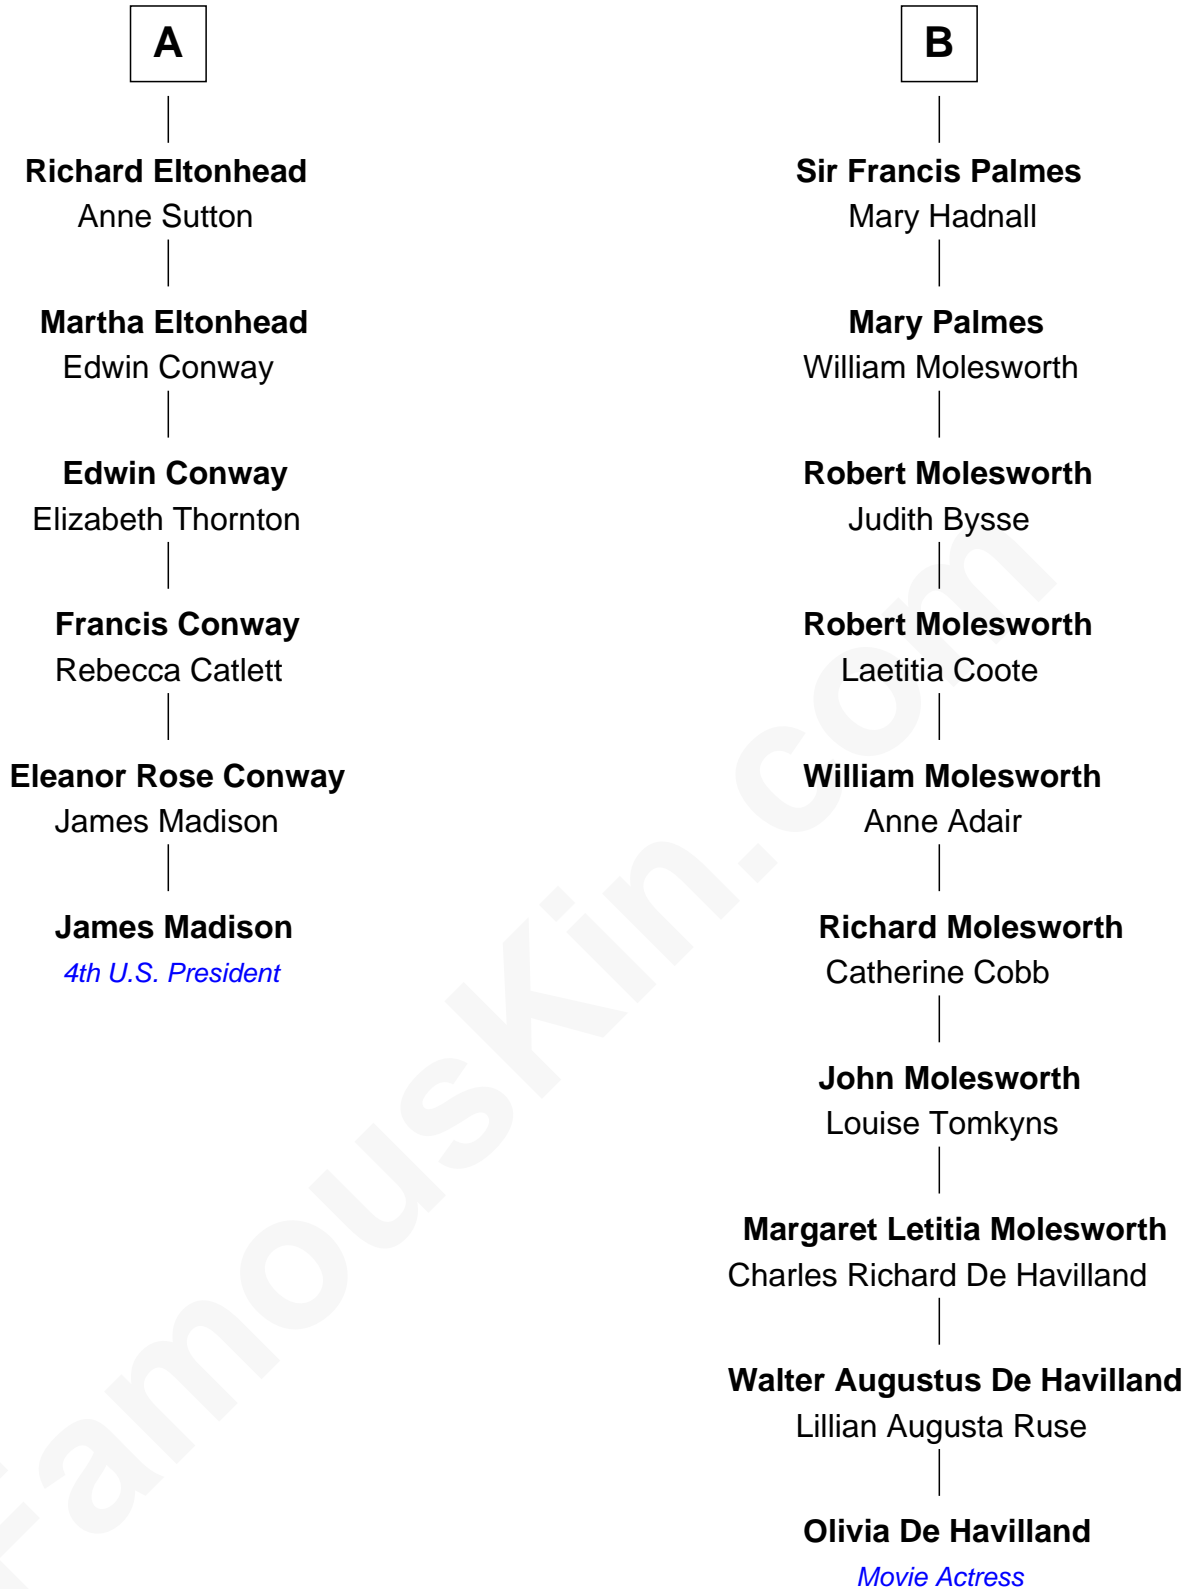 A
Richard Eltonhead
Anne Sutton
Martha Eltonhead
Edwin Conway
Edwin Conway
Elizabeth Thornton
Francis Conway
Rebecca Catlett
Eleanor Rose Conway
James Madison
James Madison
4th U.S. President
B
Sir Francis Palmes
Mary Hadnall
Mary Palmes
William Molesworth
Robert Molesworth
Judith Bysse
Robert Molesworth
Laetitia Coote
William Molesworth
Anne Adair
Richard Molesworth
Catherine Cobb
John Molesworth
Louise Tomkyns
Margaret Letitia Molesworth
Charles Richard De Havilland
Walter Augustus De Havilland
Lillian Augusta Ruse
Olivia De Havilland
Movie Actress
FamousKin.com